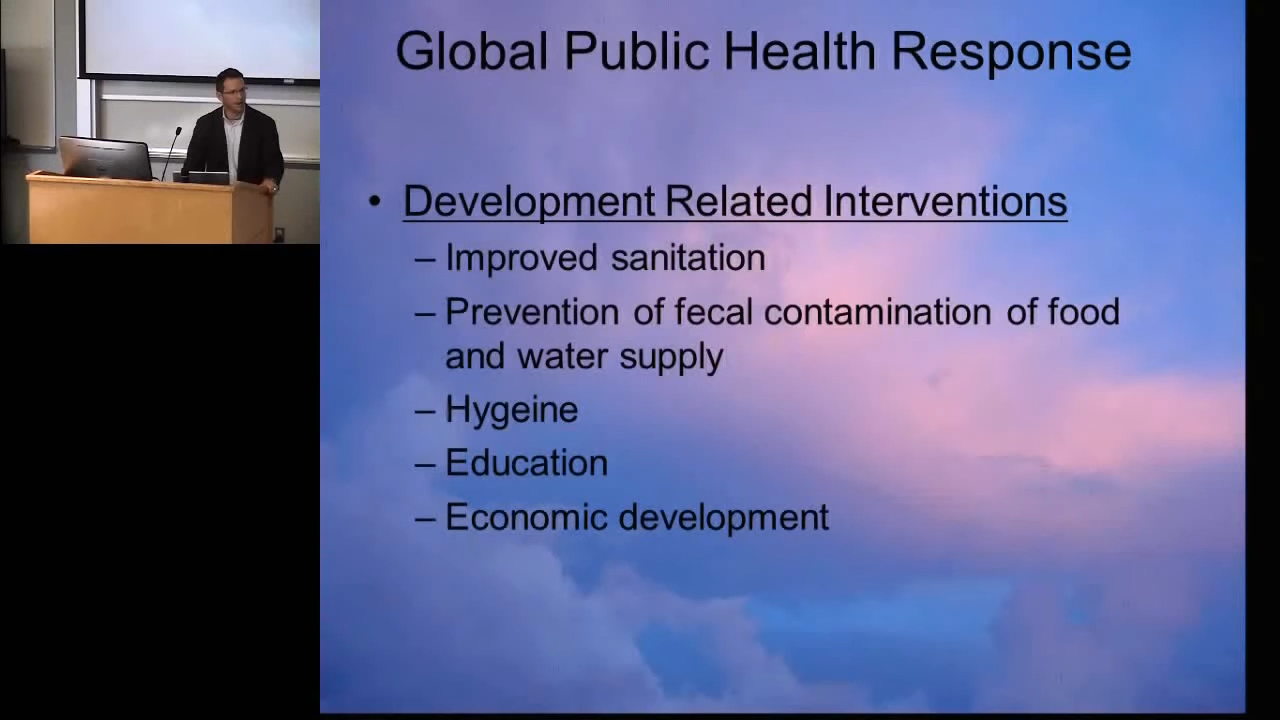 Global Public Health Response
• Development Related Interventions
– Improved sanitation
– Prevention of fecal contamination of food
and water supply
– Hygeine
– Education
– Economic development